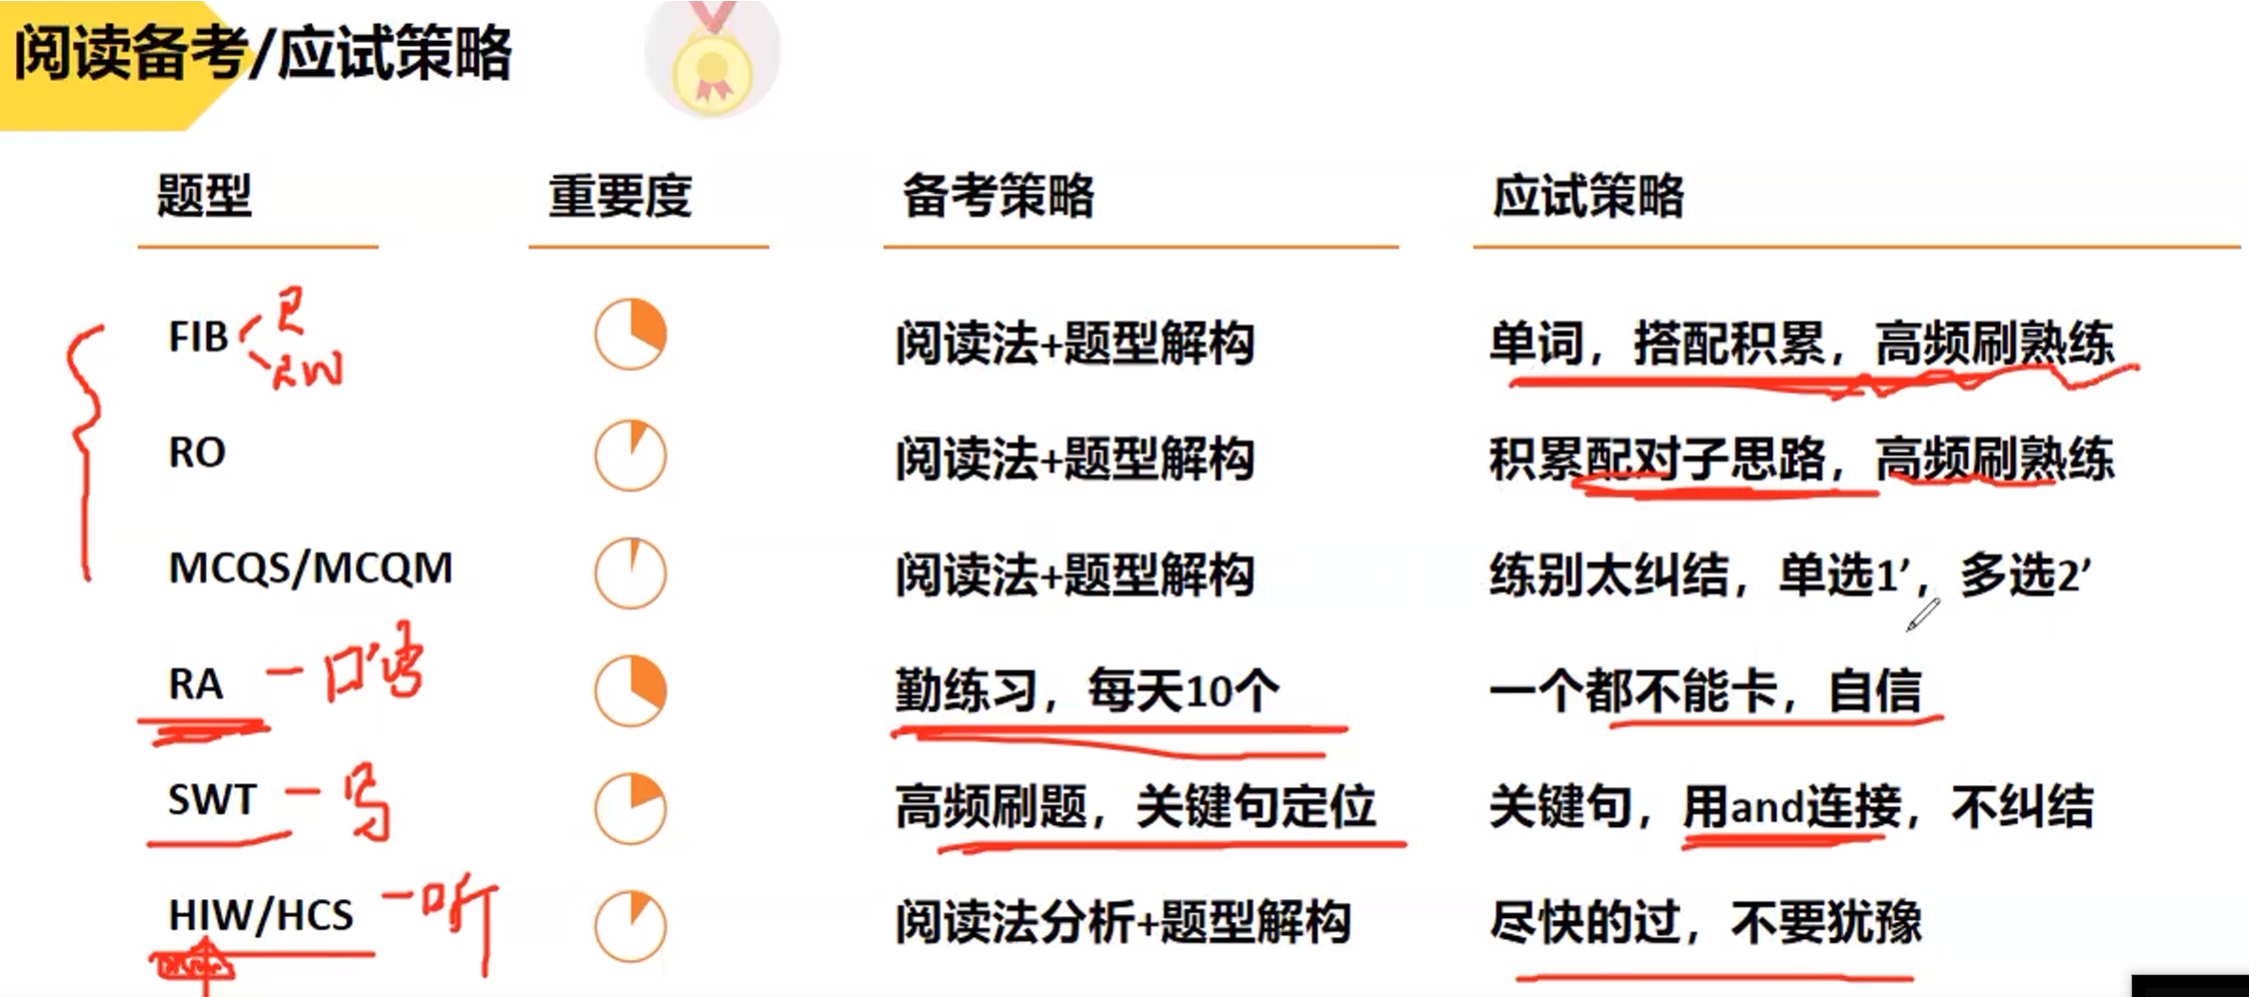 阅读备考/应试策略
题型 重要度 备考策略 应试策略
FIB R RW 阅读法+题型解构 单词，搭配积累，高频刷熟练
RO 阅读法+题型解构 积累配对子思路，高频刷熟练
MCQS/MCQM 阅读法+题型解构 练别太纠结，单选1’，多选2’
RA 口语 勤练习，每天10个 一个都不能卡，自信
SWT 写 高频刷题，关键句定位 关键句，用and连接，不纠结
HIW/HCS 听 阅读法分析+题型解构 尽快的过，不要犹豫